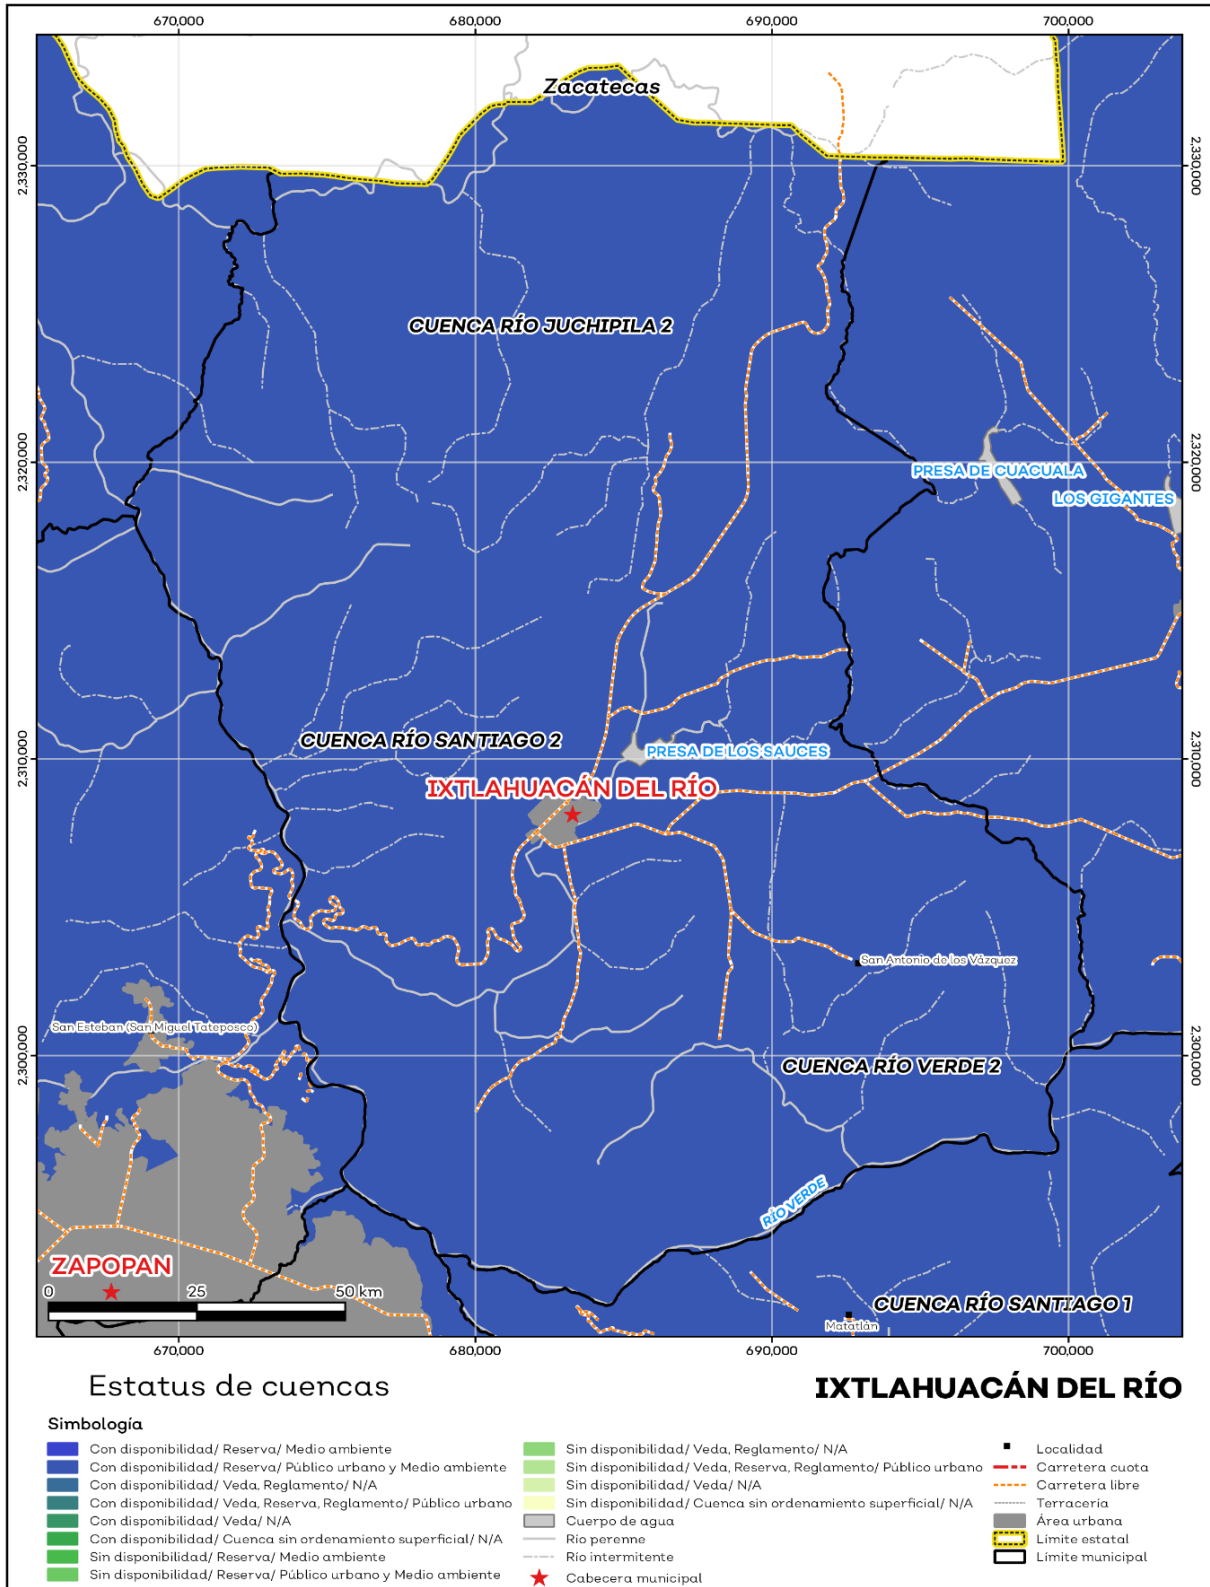 670,000
680,000
690,000
700,000
Zacatecas
2,330,000
2,330,000
CUENCA RÍO JUCHIPILA 2
2,320,000
2,320,000
PRESA DE CUACUALA
LOS GIGANTES
CUENCA RÍO SANTIAGO 2
PRESA DE LOS SAUCES
2,310,000
2,310,000
IXTLAHUACÁN DEL RÍO
San Antonio de los Vázquez
San Esteban (San Miguel Tateposco)
2,300,000
2,300,000
CUENCA RÍO VERDE 2
RÍO VERDE
ZAPOPAN
0 25 50 km
CUENCA RÍO SANTIAGO 1
Matatlán
670,000
680,000
690,000
700,000
Estatus de cuencas
IXTLAHUACÁN DEL RÍO
Simbología
Con disponibilidad/ Reserva/ Medio ambiente
Con disponibilidad/ Reserva/ Público urbano y Medio ambiente
Con disponibilidad/ Veda, Reglamento/ N/A
Con disponibilidad/ Veda, Reserva, Reglamento/ Público urbano
Con disponibilidad/ Veda/ N/A
Con disponibilidad/ Cuenca sin ordenamiento superficial/ N/A
Sin disponibilidad/ Reserva/ Medio ambiente
Sin disponibilidad/ Reserva/ Público urbano y Medio ambiente
Sin disponibilidad/ Veda, Reglamento/ N/A
Sin disponibilidad/ Veda, Reserva, Reglamento/ Público urbano
Sin disponibilidad/ Veda/ N/A
Sin disponibilidad/ Cuenca sin ordenamiento superficial/ N/A
Cuerpo de agua
Río perenne
Río intermitente
Cabecera municipal
Localidad
Carretera cuota
Carretera libre
Terracería
Área urbana
Límite estatal
Límite municipal